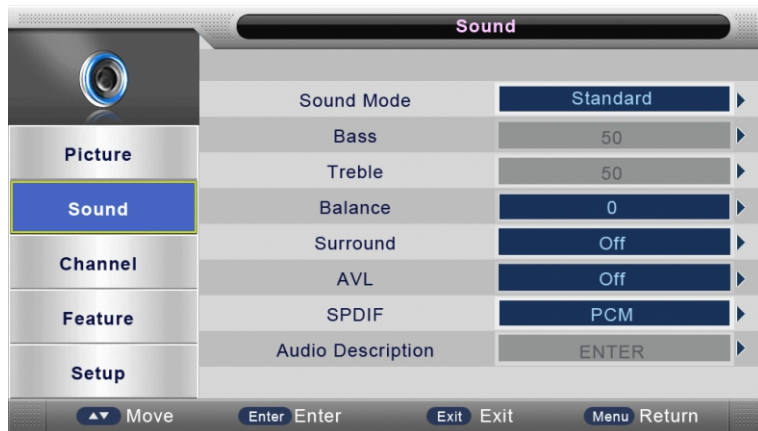 Sound
Sound Mode Standard
Bass 50
Treble 50
Balance 0
Surround Off
AVL Off
SPDIF PCM
Audio Description ENTER
Picture
Sound
Channel
Feature
Setup
Move Enter Enter Exit Exit Menu Return